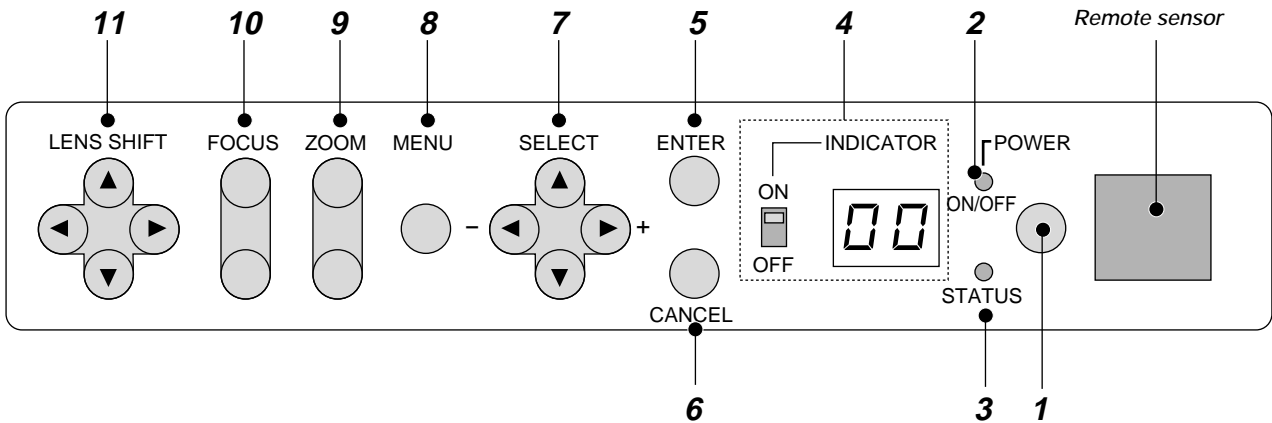 11 10 9 8 7 5 4 2 Remote sensor
LENS SHIFT FOCUS ZOOM MENU SELECT ENTER INDICATOR POWER
ON
ON/OFF
− +
00
OFF
STATUS
CANCEL
6 3 1